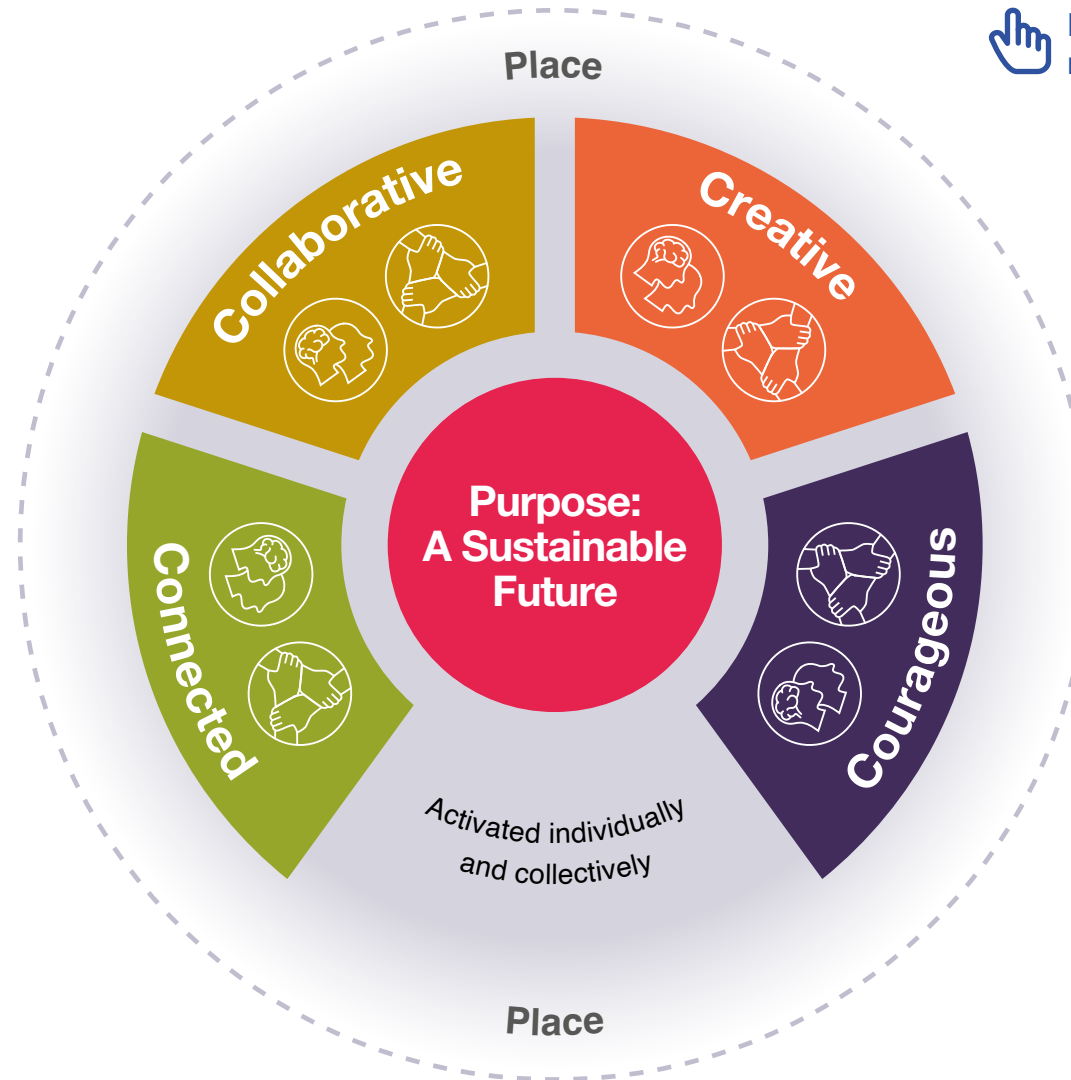 Place
Collaborative
Creative
Purpose:
A Sustainable
Future
Connected
Courageous
Activated individually
and collectively
Place